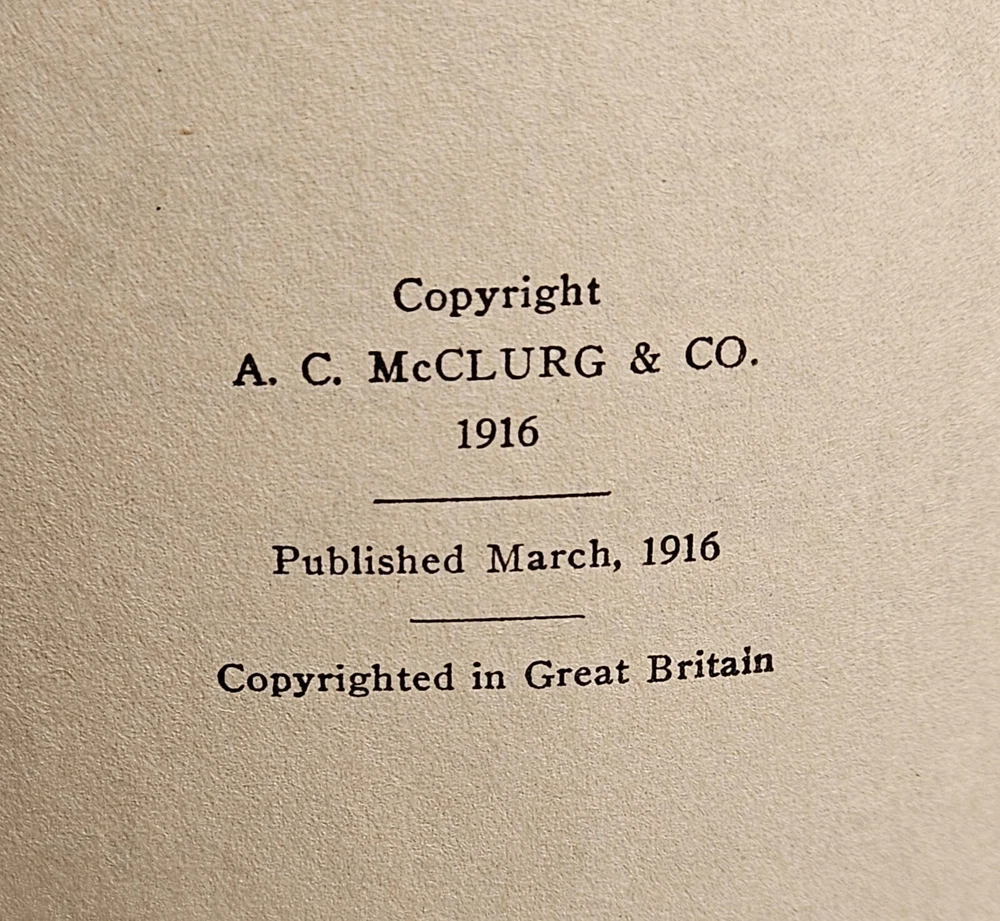 Copyright
A. C. McCLURG & CO.
1916
Published March, 1916
Copyrighted in Great Britain